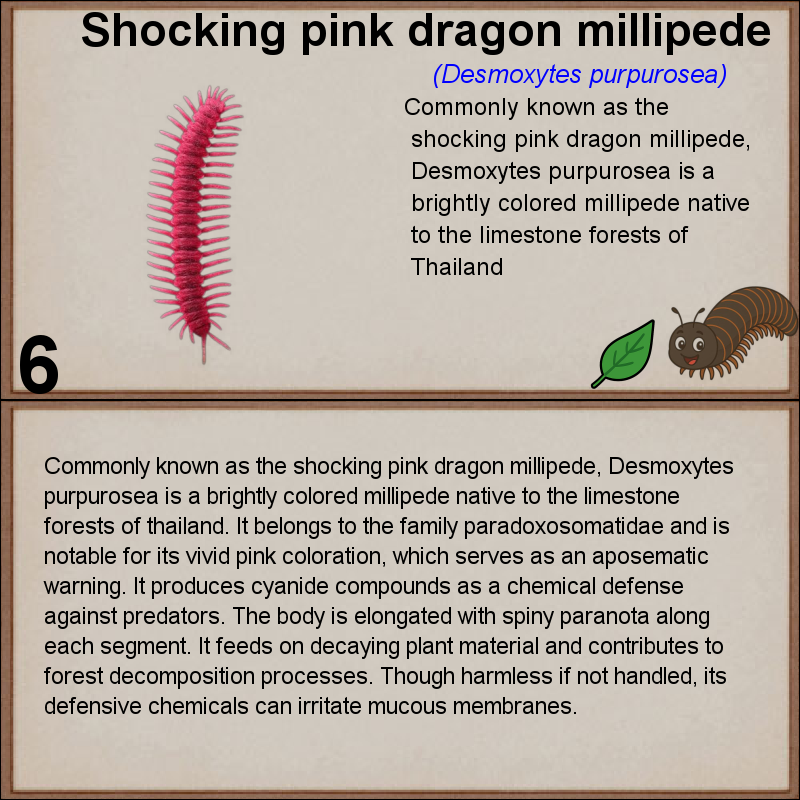 Shocking pink dragon millipede
(Desmoxytes purpurosea)
Commonly known as the
shocking pink dragon millipede,
Desmoxytes purpurosea is a
brightly colored millipede native
to the limestone forests of
Thailand
6
Commonly known as the shocking pink dragon millipede, Desmoxytes
purpurosea is a brightly colored millipede native to the limestone
forests of thailand. It belongs to the family paradoxosomatidae and is
notable for its vivid pink coloration, which serves as an aposematic
warning. It produces cyanide compounds as a chemical defense
against predators. The body is elongated with spiny paranota along
each segment. It feeds on decaying plant material and contributes to
forest decomposition processes. Though harmless if not handled, its
defensive chemicals can irritate mucous membranes.